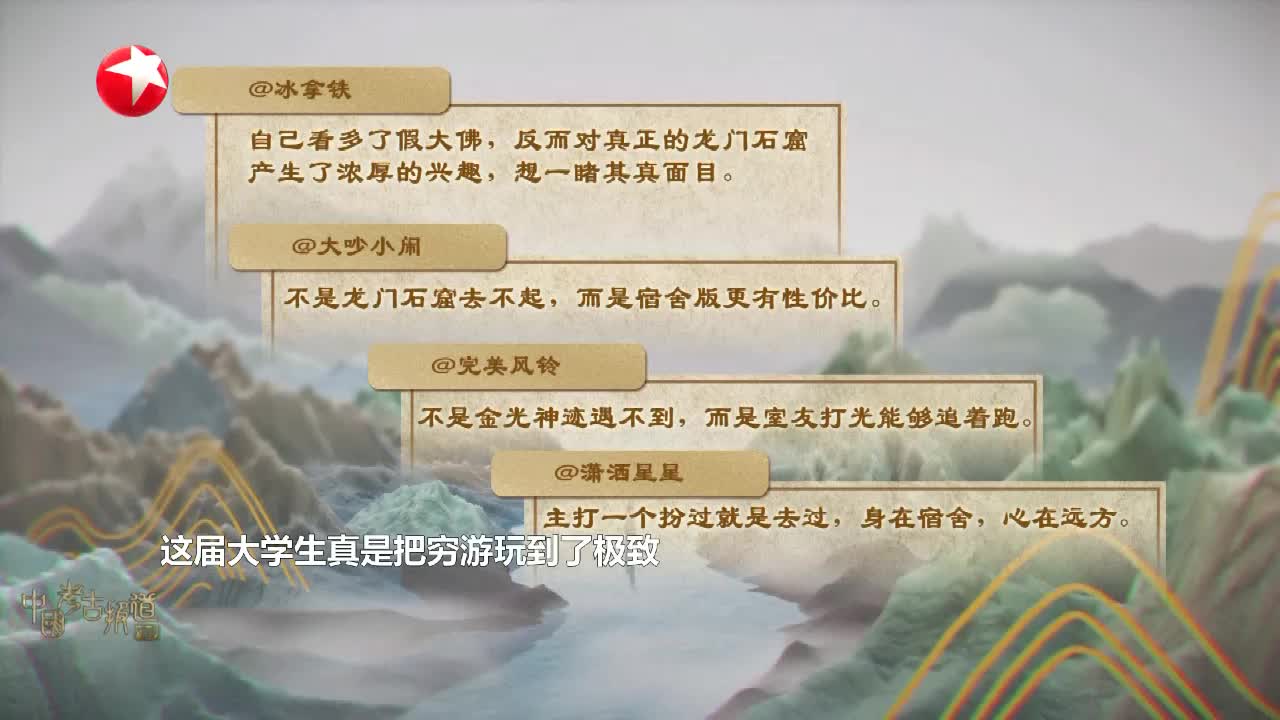 @冰拿铁
自己看多了假大佛，反而对真正的龙门石窟
产生了浓厚的兴趣，想一睹其真面目。
@大吵小闹
不是龙门石窟去不起，而是宿舍版更有性价比。
@完美风铃
不是金光神迹遇不到，而是室友打光能够追着跑。
@潇洒星星
主打一个扮过就是去过，身在宿舍，心在远方。
这届大学生真是把穷游玩到了极致
中国考古报道